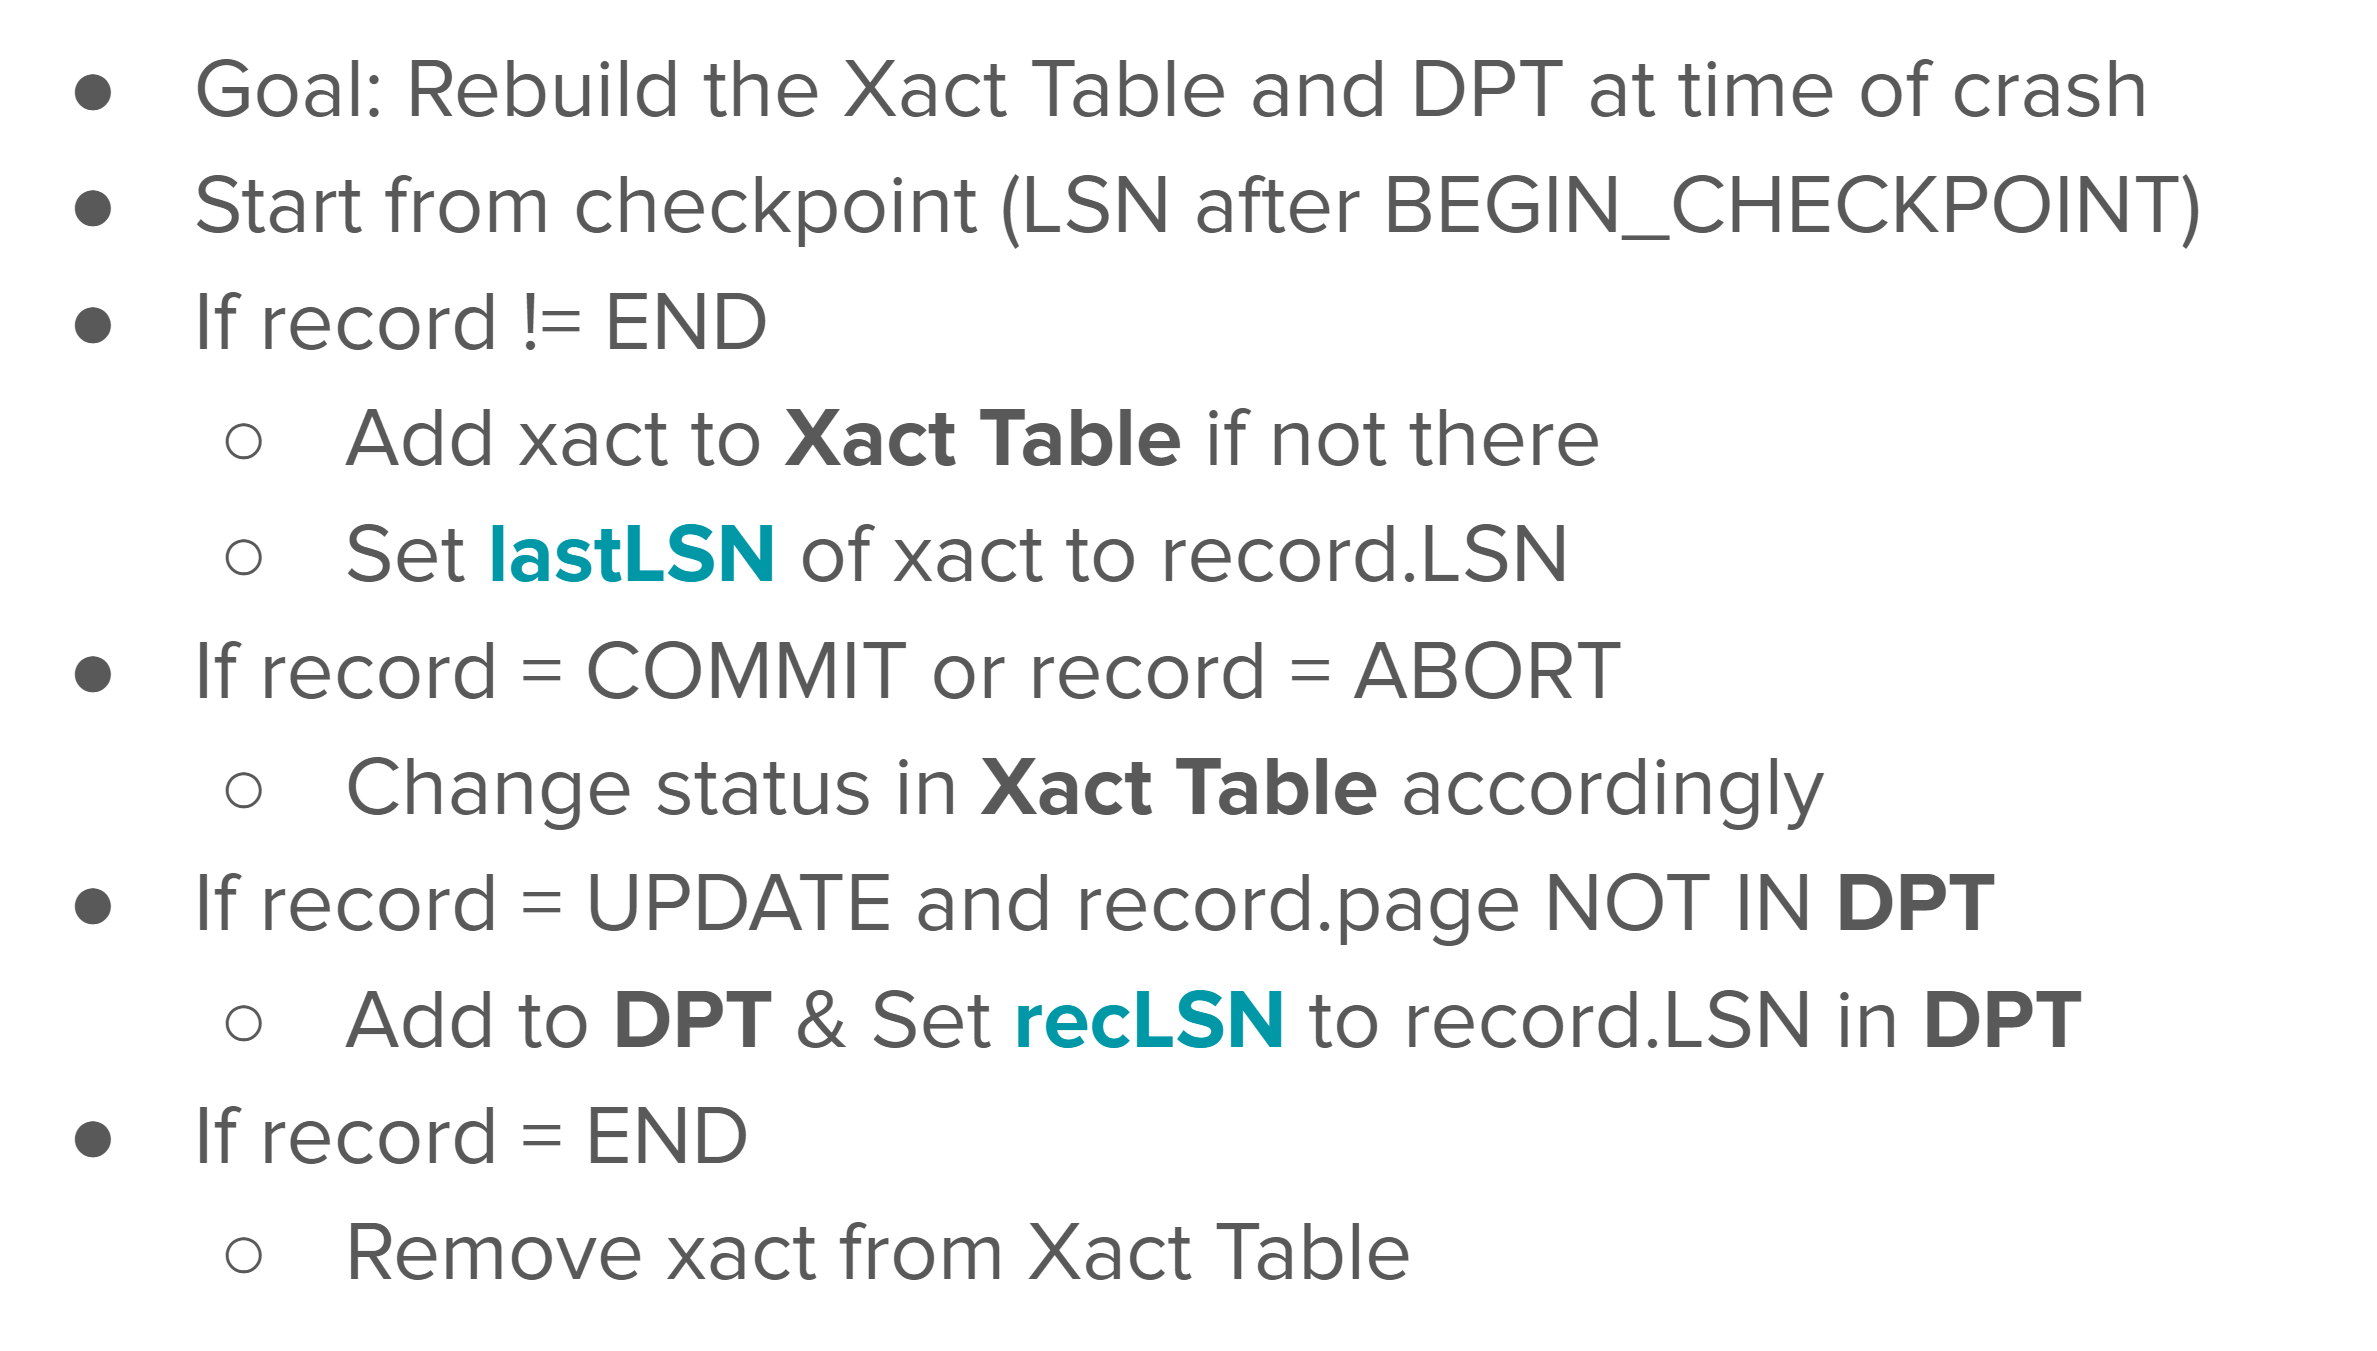 ● Goal: Rebuild the Xact Table and DPT at time of crash
● Start from checkpoint (LSN after BEGIN_CHECKPOINT)
● If record != END
○ Add xact to Xact Table if not there
○ Set lastLSN of xact to record.LSN
● If record = COMMIT or record = ABORT
○ Change status in Xact Table accordingly
● If record = UPDATE and record.page NOT IN DPT
○ Add to DPT & Set recLSN to record.LSN in DPT
● If record = END
○ Remove xact from Xact Table